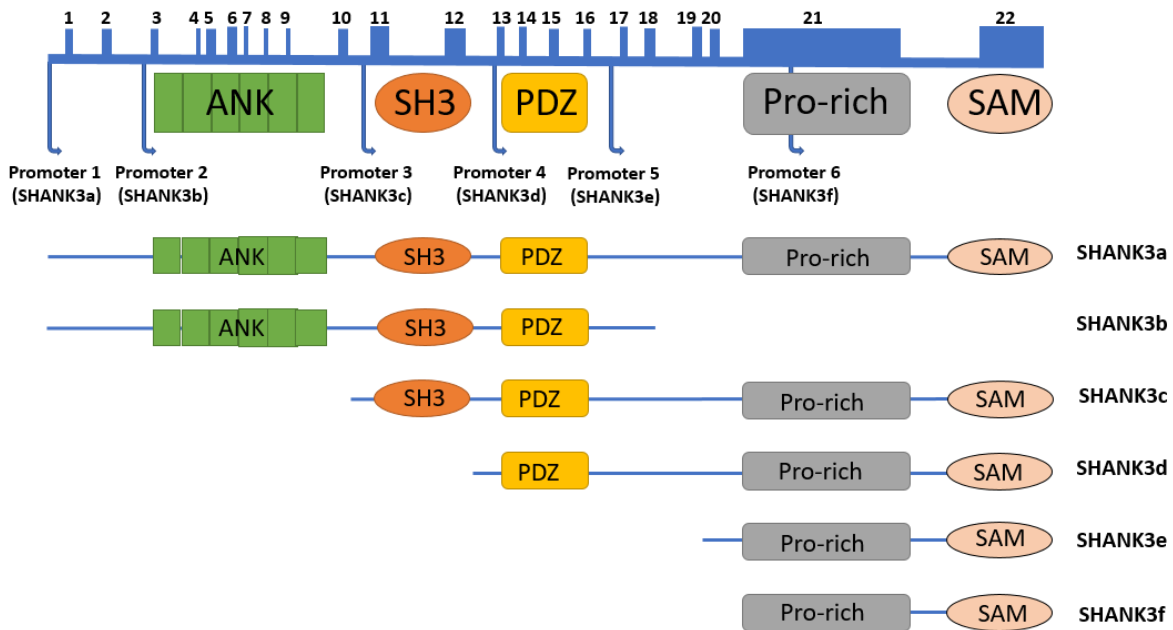 1 2 3 4 5 6 7 8 9 10 11 12 13 14 15 16 17 18 19 20 21 22
ANK SH3 PDZ Pro-rich SAM
Promoter 1 Promoter 2 Promoter 3 Promoter 4 Promoter 5 Promoter 6
(SHANK3a) (SHANK3b) (SHANK3c) (SHANK3d) (SHANK3e) (SHANK3f)
ANK SH3 PDZ Pro-rich SAM SHANK3a
ANK SH3 PDZ SHANK3b
SH3 PDZ Pro-rich SAM SHANK3c
PDZ Pro-rich SAM SHANK3d
Pro-rich SAM SHANK3e
Pro-rich SAM SHANK3f